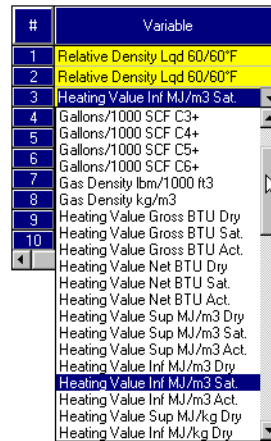 # Variable
1 Relative Density Lqd 60/60°F
2 Relative Density Lqd 60/60°F
3 Heating Value Inf MJ/m3 Sat.
4 Gallons/1000 SCF C3+
5 Gallons/1000 SCF C4+
6 Gallons/1000 SCF C5+
Gallons/1000 SCF C6+
7 Gas Density lbm/1000 ft3
8 Gas Density kg/m3
9 Heating Value Gross BTU Dry
10 Heating Value Gross BTU Sat.
Heating Value Gross BTU Act.
Heating Value Net BTU Dry
Heating Value Net BTU Sat.
Heating Value Net BTU Act.
Heating Value Sup MJ/m3 Dry
Heating Value Sup MJ/m3 Sat.
Heating Value Sup MJ/m3 Act.
Heating Value Inf MJ/m3 Dry
Heating Value Inf MJ/m3 Sat.
Heating Value Inf MJ/m3 Act.
Heating Value Sup MJ/kg Dry
Heating Value Inf MJ/kg Dry